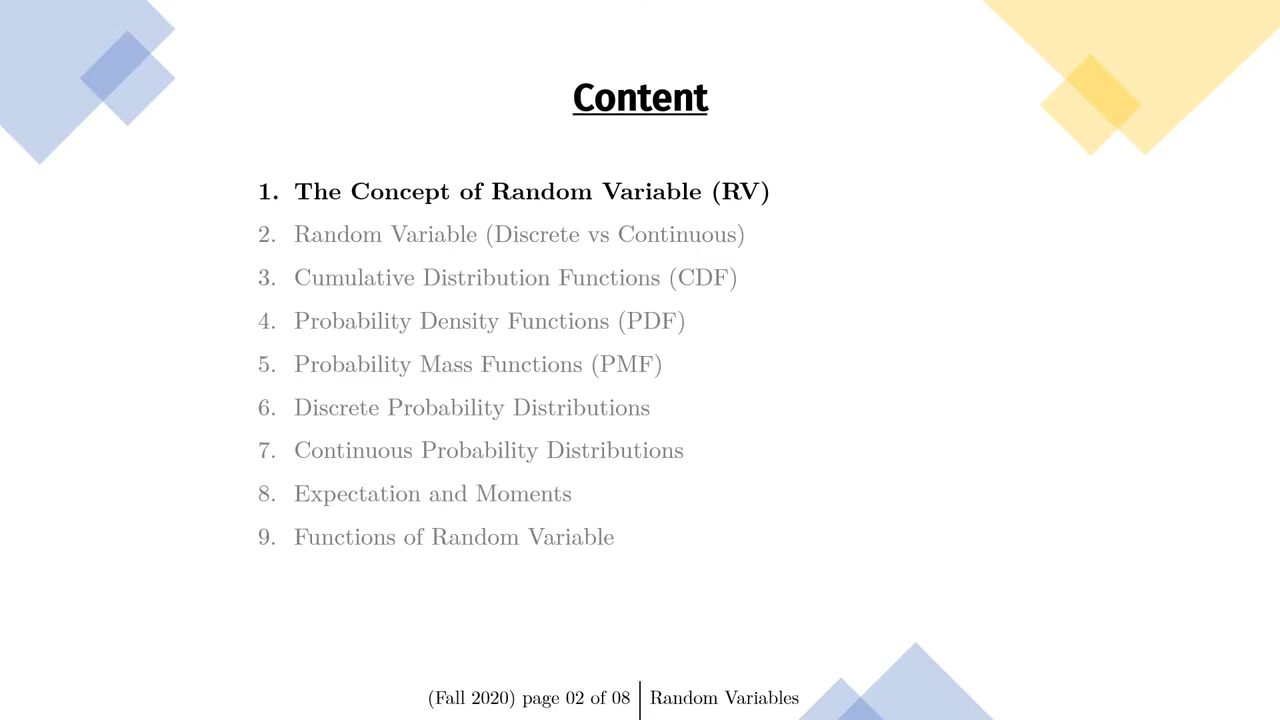 Content
1. The Concept of Random Variable (RV)
2. Random Variable (Discrete vs Continuous)
3. Cumulative Distribution Functions (CDF)
4. Probability Density Functions (PDF)
5. Probability Mass Functions (PMF)
6. Discrete Probability Distributions
7. Continuous Probability Distributions
8. Expectation and Moments
9. Functions of Random Variable
(Fall 2020) page 02 of 08 Random Variables